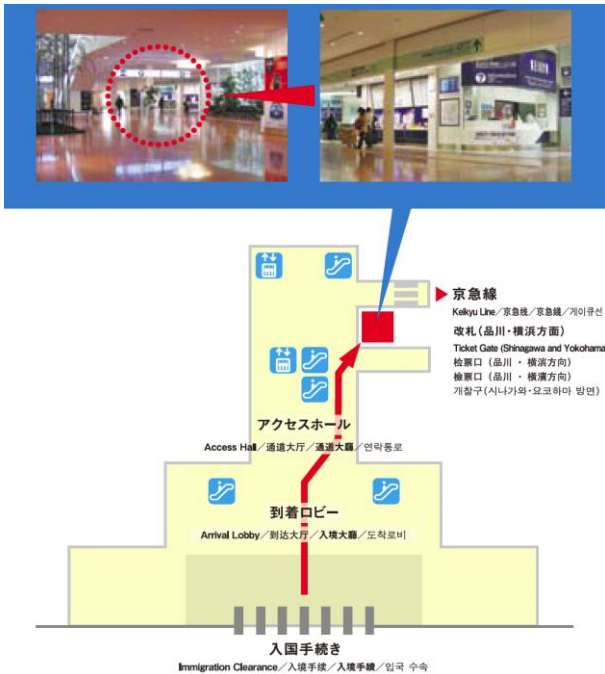 京急線
Keikyu Line／京急线／京急綫／게이큐선
改札（品川・横浜方面）
Ticket Gate (Shinagawa and Yokohama
检票口（品川・横滨方向）
檢票口（品川・橫濱方向）
개찰구(시나가와・요코하마 방면)
アクセスホール
Access Hall／通道大厅／通道大廳／연락통로
到着ロビー
Arrival Lobby／到达大厅／入境大廳／도착로비
入国手続き
Immigration Clearance／入境手续／入境手續／입국 수속